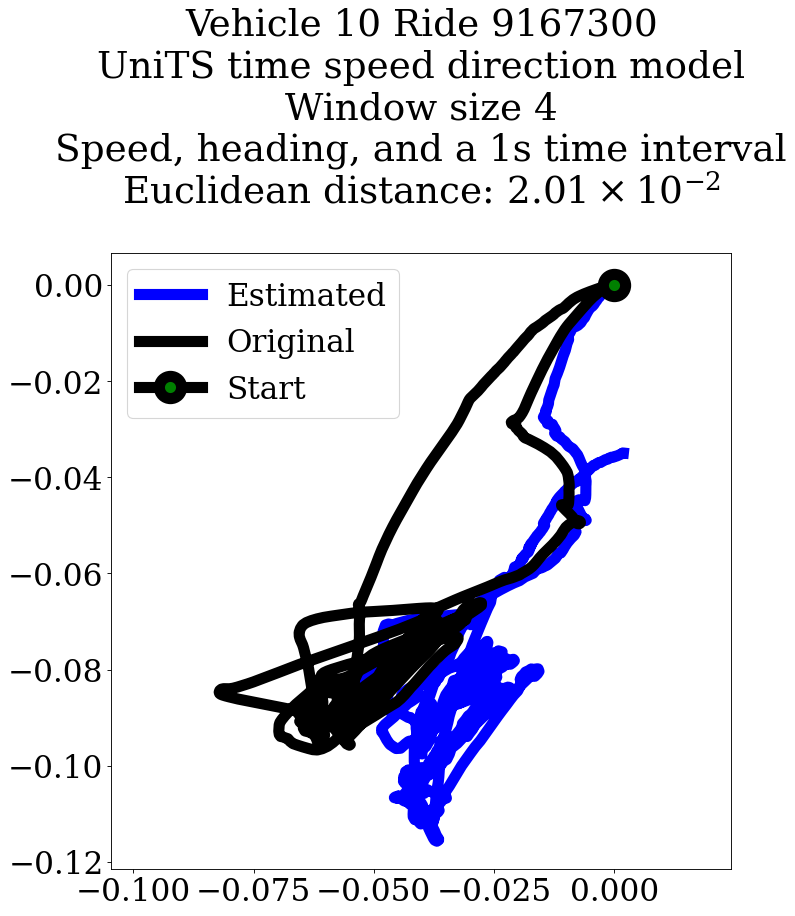 Vehicle 10 Ride 9167300
UniTS time speed direction model
Window size 4
Speed, heading, and a 1s time interval
Euclidean distance: 2.01 × 10⁻²
Estimated
Original
Start
0.00
−0.02
−0.04
−0.06
−0.08
−0.10
−0.12
−0.100 −0.075 −0.050 −0.025 0.000